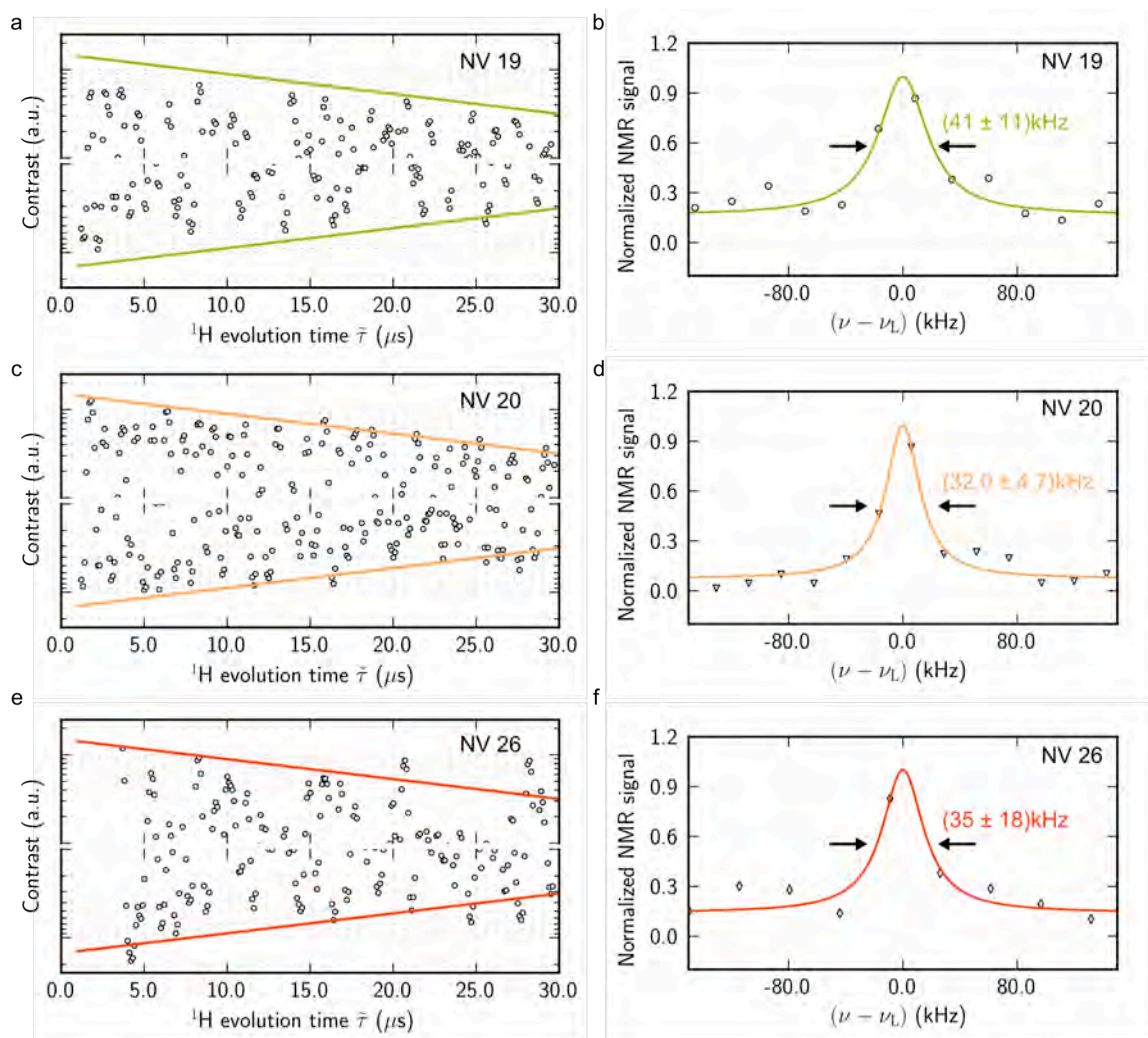 a
NV 19
Contrast (a.u.)
0.0 5.0 10.0 15.0 20.0 25.0 30.0
¹H evolution time τ̃ (μs)
b
NV 19
Normalized NMR signal
1.2
0.9
0.6
0.3
0.0
(41 ± 11)kHz
-80.0 0.0 80.0
(ν − ν_L) (kHz)
c
NV 20
Contrast (a.u.)
0.0 5.0 10.0 15.0 20.0 25.0 30.0
¹H evolution time τ̃ (μs)
d
NV 20
Normalized NMR signal
1.2
0.9
0.6
0.3
0.0
(32.0 ± 4.7)kHz
-80.0 0.0 80.0
(ν − ν_L) (kHz)
e
NV 26
Contrast (a.u.)
0.0 5.0 10.0 15.0 20.0 25.0 30.0
¹H evolution time τ̃ (μs)
f
NV 26
Normalized NMR signal
1.2
0.9
0.6
0.3
0.0
(35 ± 18)kHz
-80.0 0.0 80.0
(ν − ν_L) (kHz)